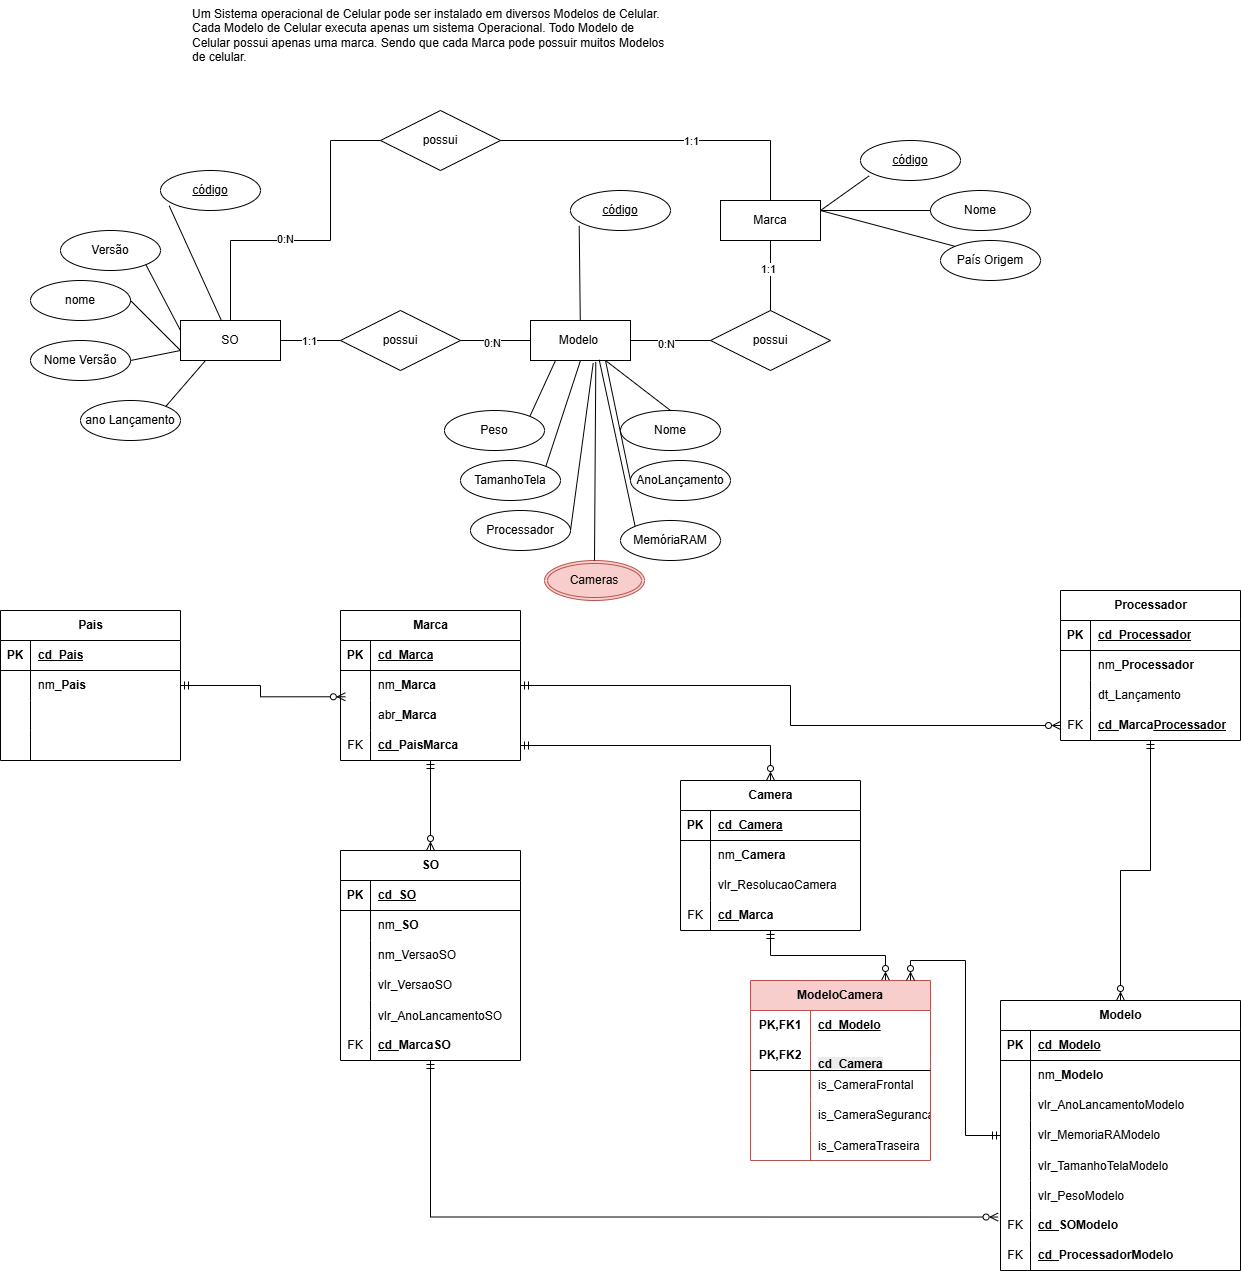 Um Sistema operacional de Celular pode ser instalado em diversos Modelos de Celular.
Cada Modelo de Celular executa apenas um sistema Operacional. Todo Modelo de
Celular possui apenas uma marca. Sendo que cada Marca pode possuir muitos Modelos
de celular.
possui
1:1
código
código
código
Marca
Nome
Versão
0:N
País Origem
1:1
nome
SO
1:1
possui
0:N
Modelo
0:N
possui
Nome Versão
ano Lançamento
Peso
Nome
TamanhoTela
AnoLançamento
Processador
MemóriaRAM
Cameras
Pais
PK cd_Pais
nm_Pais
Marca
PK cd_Marca
nm_Marca
abr_Marca
FK cd_PaisMarca
Processador
PK cd_Processador
nm_Processador
dt_Lançamento
FK cd_MarcaProcessador
Camera
PK cd_Camera
nm_Camera
vlr_ResolucaoCamera
FK cd_Marca
SO
PK cd_SO
nm_SO
nm_VersaoSO
vlr_VersaoSO
vlr_AnoLancamentoSO
FK cd_MarcaSO
ModeloCamera
PK,FK1 cd_Modelo
PK,FK2 cd_Camera
is_CameraFrontal
is_CameraSeguranca
is_CameraTraseira
Modelo
PK cd_Modelo
nm_Modelo
vlr_AnoLancamentoModelo
vlr_MemoriaRAModelo
vlr_TamanhoTelaModelo
vlr_PesoModelo
FK cd_SOModelo
FK cd_ProcessadorModelo